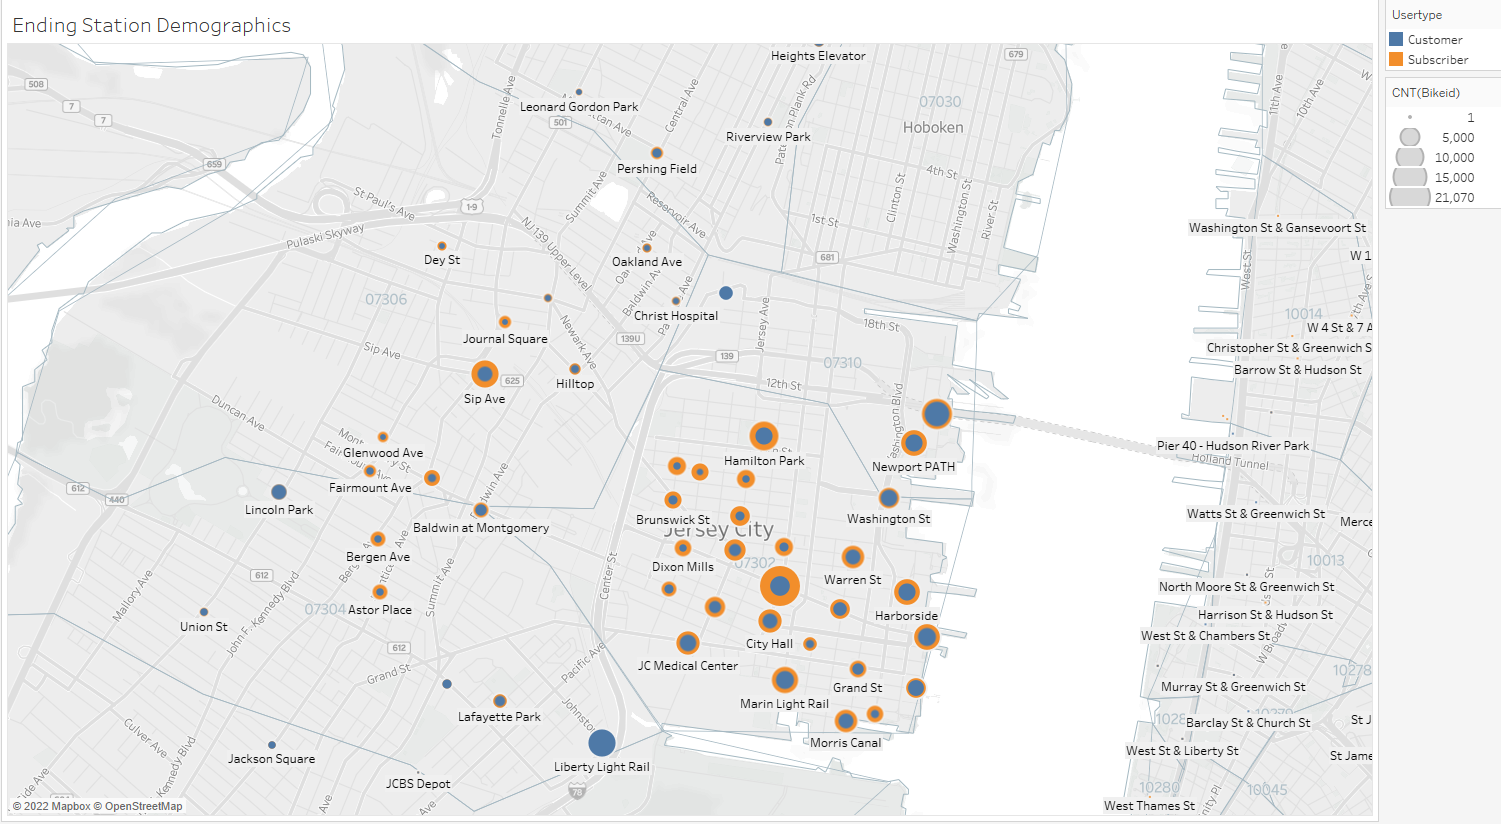 Ending Station Demographics
Usertype
Customer
Subscriber
CNT(Bikeid)
1
5,000
10,000
15,000
21,070
Heights Elevator
679
11th Ave
10th Ave
508
7
7
Tonnelle Ave
Leonard Gordon Park
501
Central Ave
07030
Hoboken
Riverview Park
659
Pershing Field
4th St
Clinton St
Washington St
River St
St Paul's Ave
1-9
Summit Ave
Reservoir Ave
1st St
Pulaski Skyway
NJ 139 Upper Level
Washington St & Gansevoort St
Dey St
Oakland Ave
681
West St
W 1
07306
Baldwin Av
Christ Hospital
Jersey Ave
18th St
10014
W 4 St & 7 A
Journal Square
Newark Ave
139U
Christopher St & Greenwich S
Sip Ave
139
07310
Barrow St & Hudson St
625
Hilltop
12th St
Sip Ave
Duncan Ave
Hamilton Park
Newport PATH
Pier 40 - Hudson River Park
Holland Tunnel
Glenwood Ave
Fairmount Ave
612
440
Lincoln Park
Baldwin at Montgomery
Brunswick St
Washington St
Watts St & Greenwich St
Merce
Jersey City
Bergen Ave
Dixon Mills
07302
Warren St
10013
Center St
612
Mallory Ave
John F. Kennedy Blvd
Summit Ave
07304
Astor Place
Harborside
North Moore St & Greenwich St
Union St
Harrison St & Hudson St
612
City Hall
West St & Chambers St
Grand St
Pacific Ave
JC Medical Center
10278
Grand St
Murray St & Greenwich St
Lafayette Park
Marin Light Rail
Barclay St & Church St
St J
Culver Ave
Johnsto
Morris Canal
Jackson Square
Liberty Light Rail
West St & Liberty St
St Jame
JCBS Depot
78
10280
10045
West Thames St
© 2022 Mapbox © OpenStreetMap